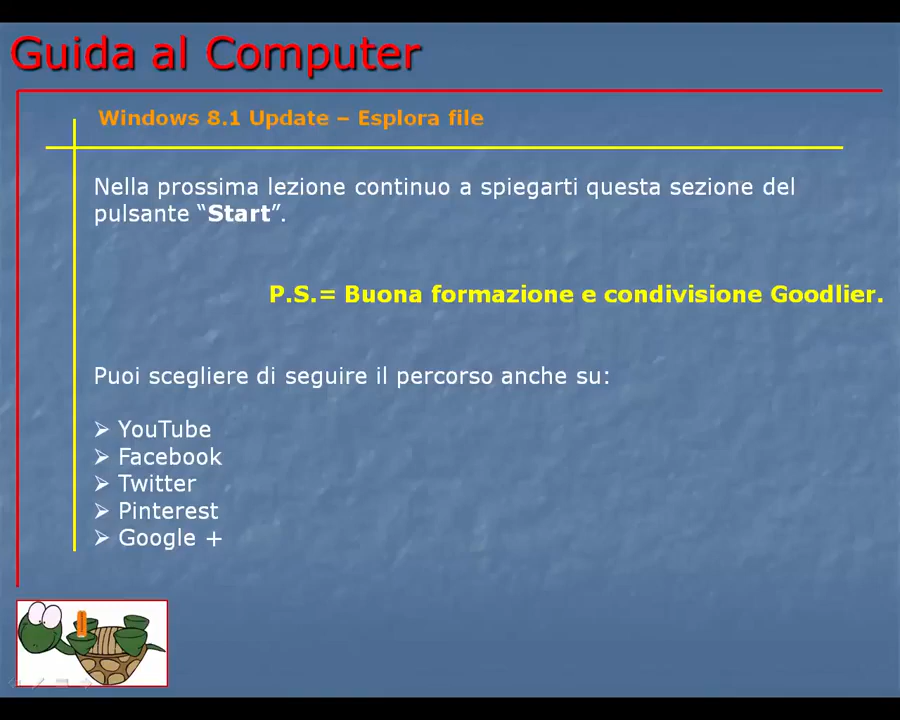 Guida al Computer
Windows 8.1 Update – Esplora file
Nella prossima lezione continuo a spiegarti questa sezione del
pulsante “Start”.
P.S.= Buona formazione e condivisione Goodlier.
Puoi scegliere di seguire il percorso anche su:
➢ YouTube
➢ Facebook
➢ Twitter
➢ Pinterest
➢ Google +